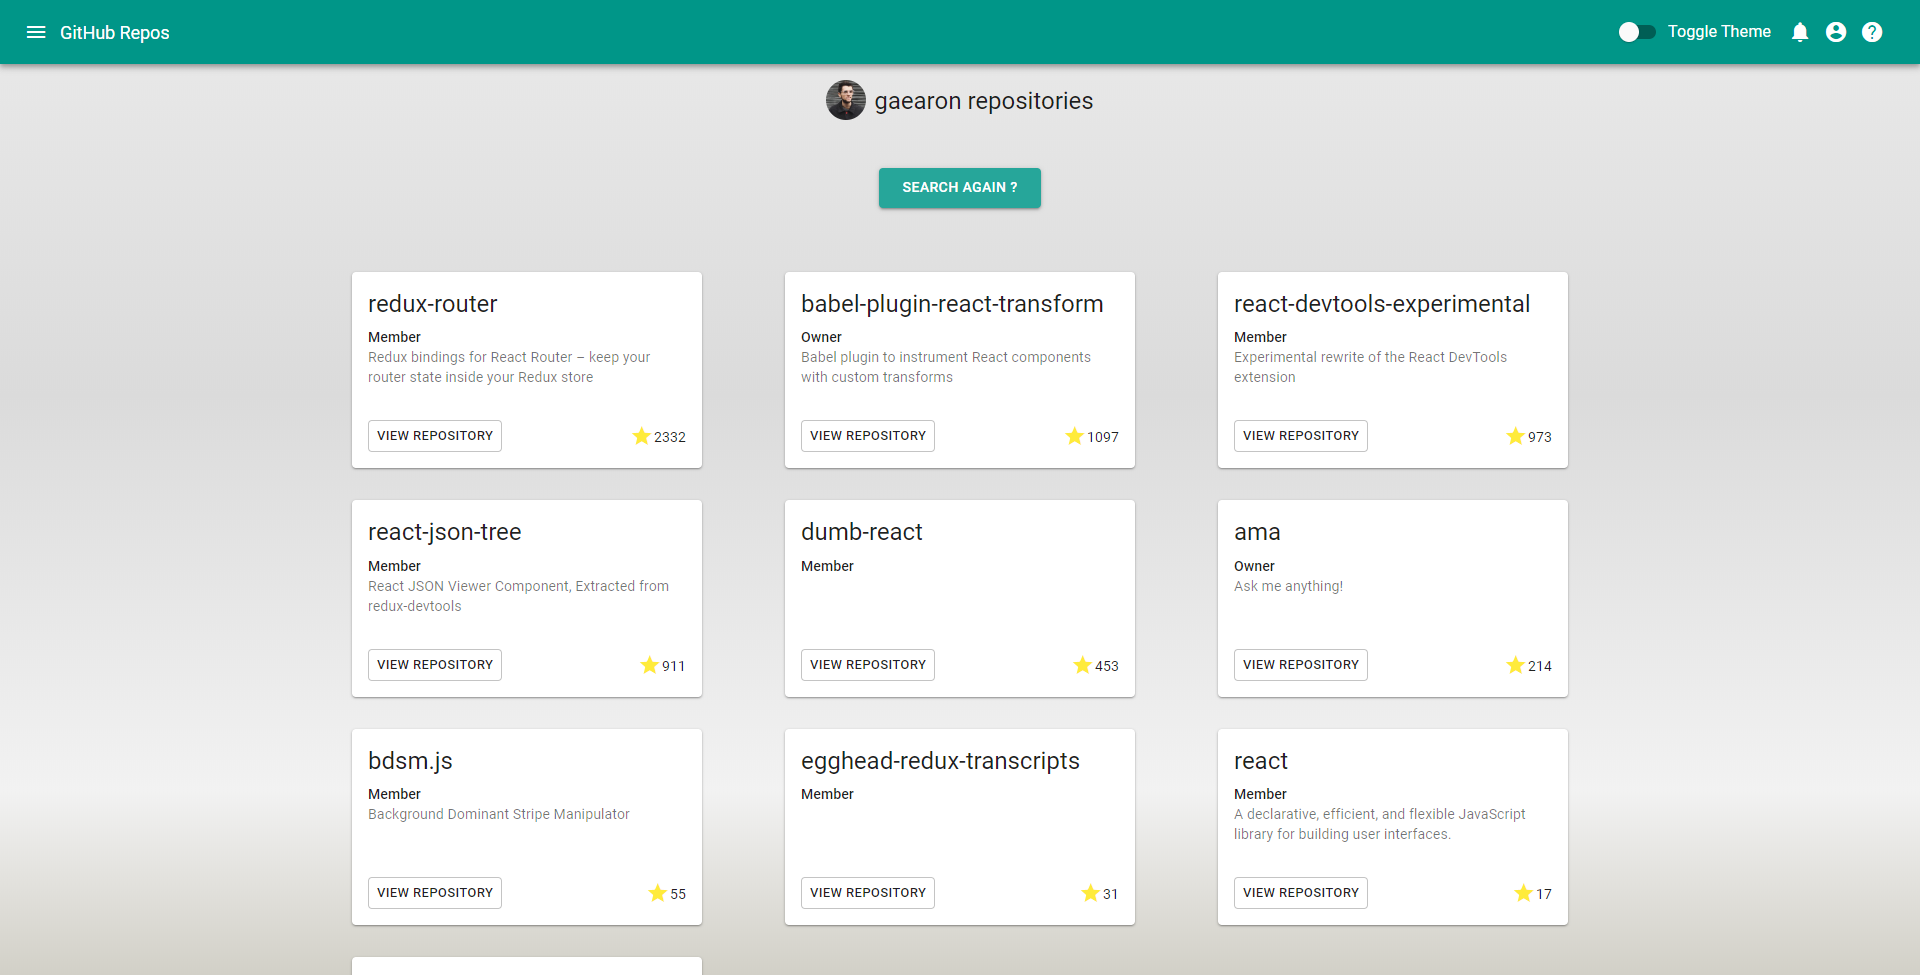 GitHub Repos
Toggle Theme
gaearon repositories
SEARCH AGAIN ?
redux-router
Member
Redux bindings for React Router – keep your
router state inside your Redux store
VIEW REPOSITORY
2332
babel-plugin-react-transform
Owner
Babel plugin to instrument React components
with custom transforms
VIEW REPOSITORY
1097
react-devtools-experimental
Member
Experimental rewrite of the React DevTools
extension
VIEW REPOSITORY
973
react-json-tree
Member
React JSON Viewer Component, Extracted from
redux-devtools
VIEW REPOSITORY
911
dumb-react
Member
VIEW REPOSITORY
453
ama
Owner
Ask me anything!
VIEW REPOSITORY
214
bdsm.js
Member
Background Dominant Stripe Manipulator
VIEW REPOSITORY
55
egghead-redux-transcripts
Member
VIEW REPOSITORY
31
react
Member
A declarative, efficient, and flexible JavaScript
library for building user interfaces.
VIEW REPOSITORY
17